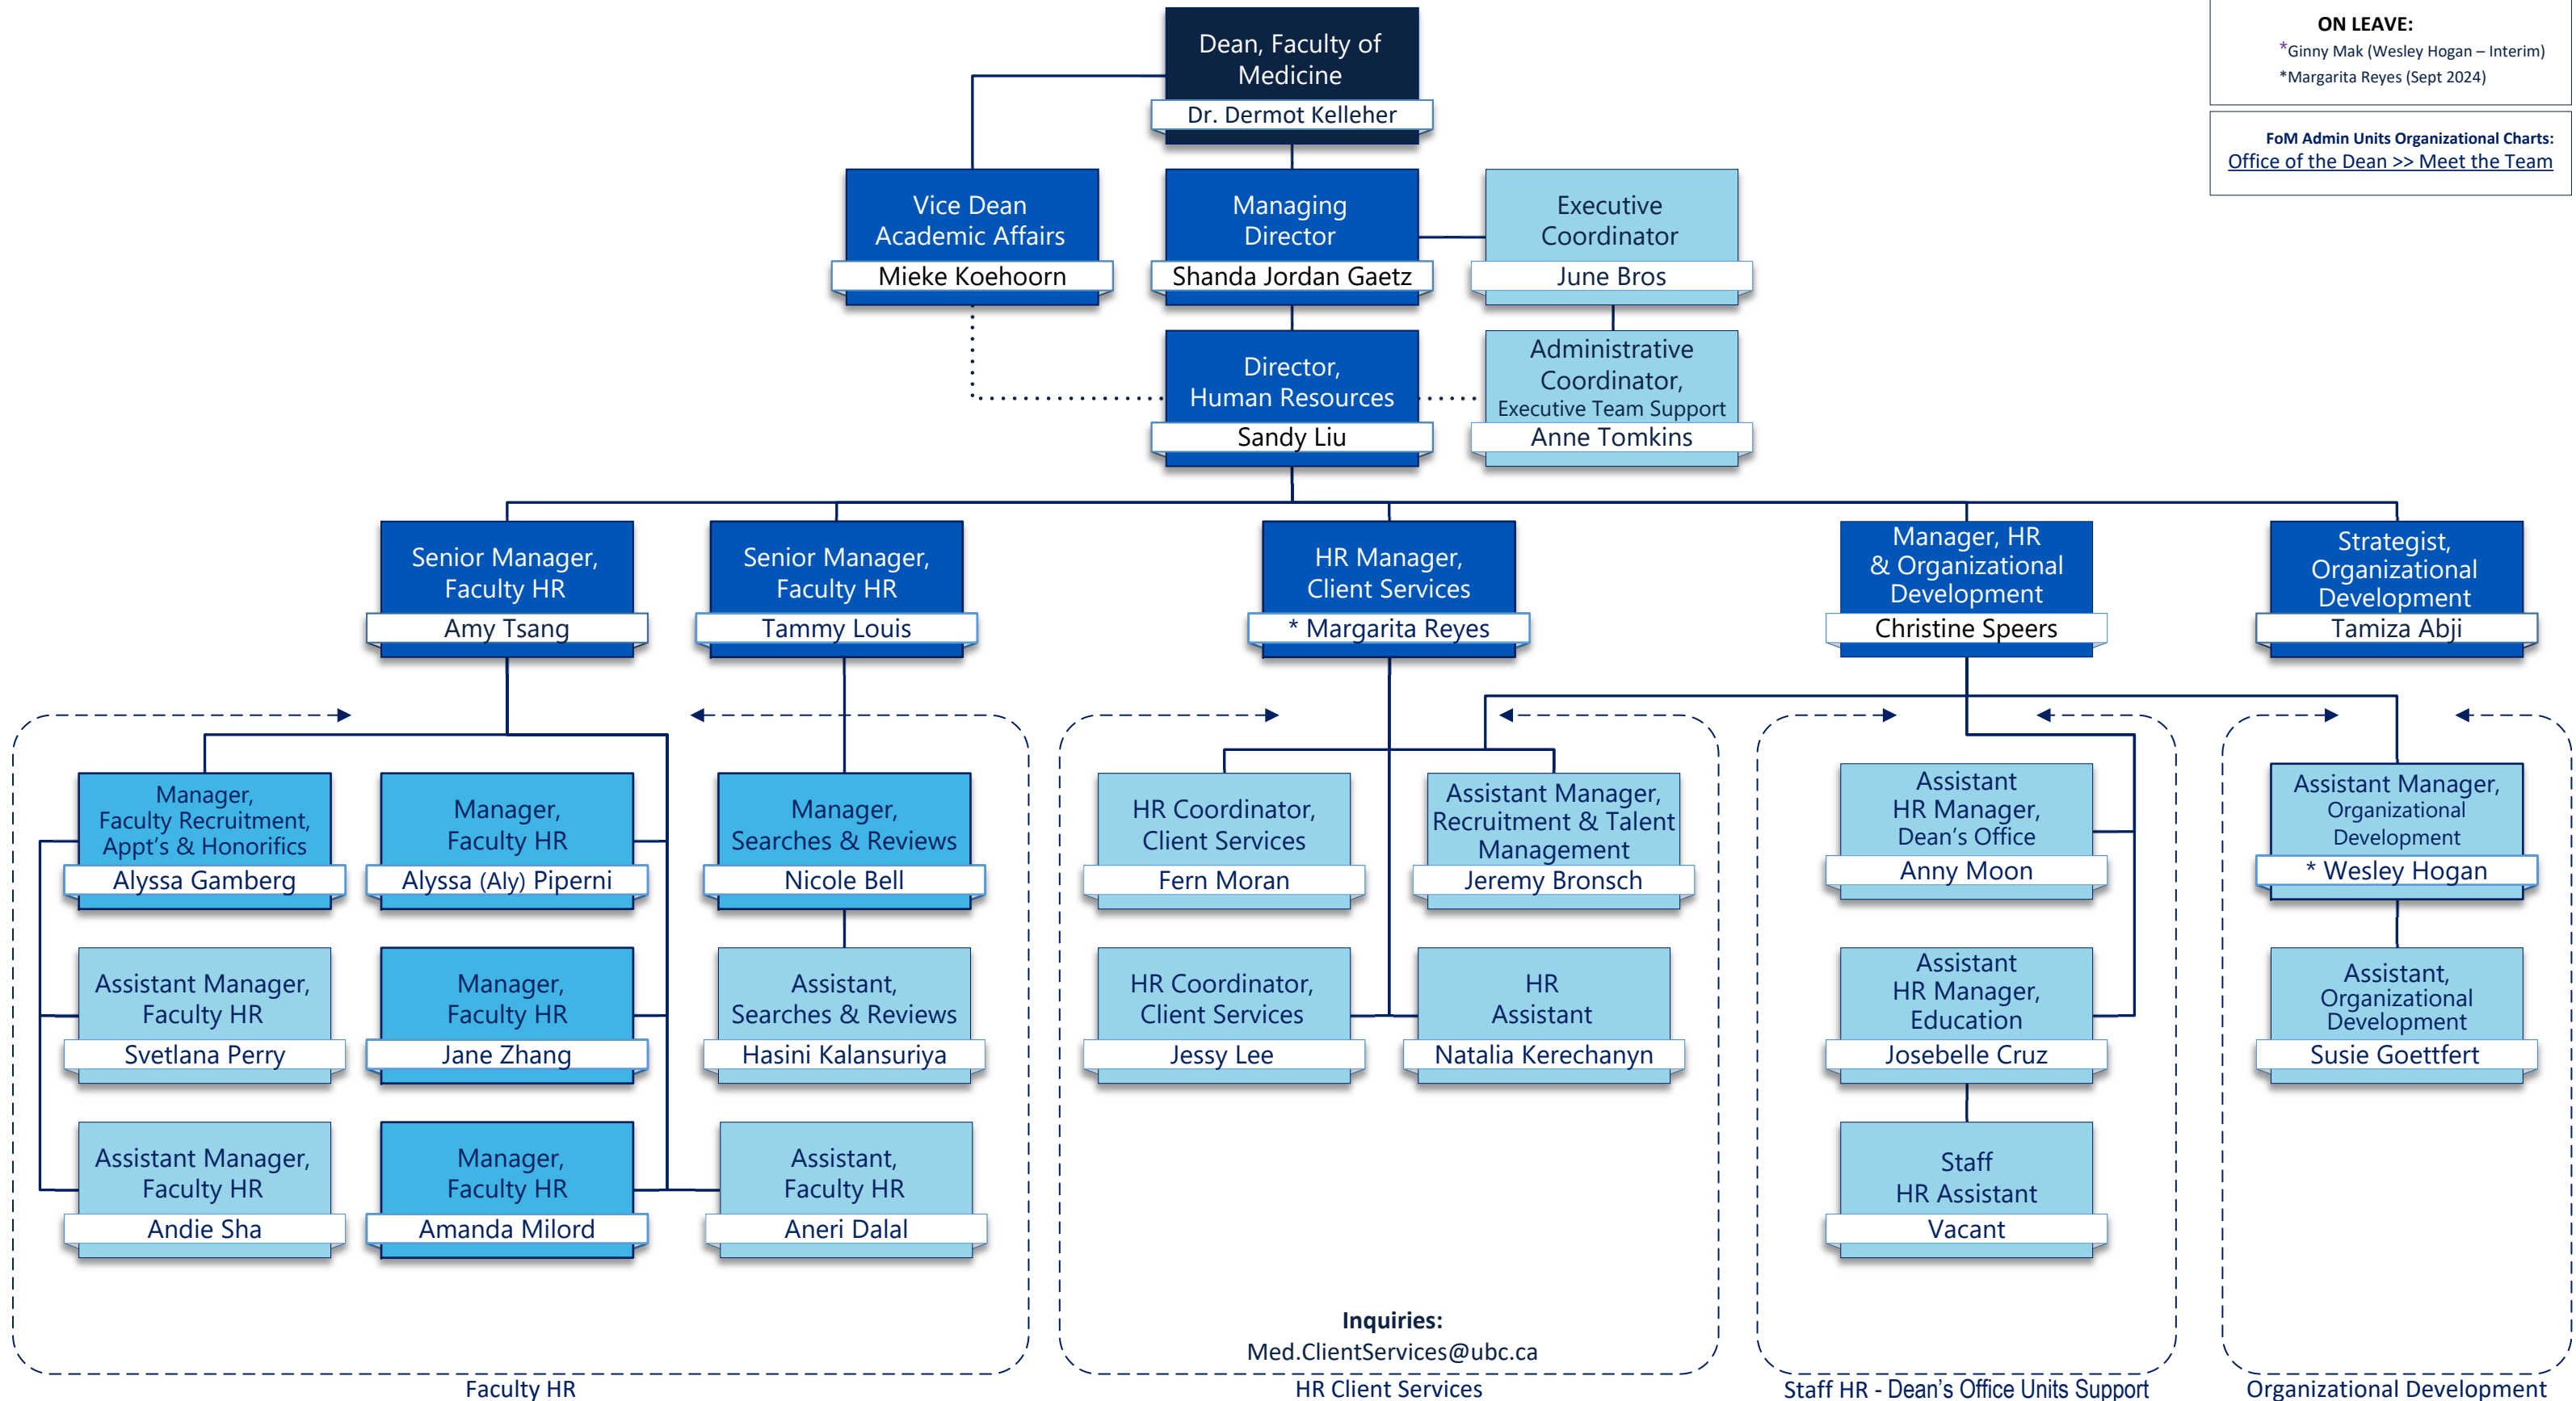 ON LEAVE:
*Ginny Mak (Wesley Hogan – Interim)
*Margarita Reyes (Sept 2024)
FoM Admin Units Organizational Charts:
Office of the Dean >> Meet the Team
Dean, Faculty of
Medicine
Dr. Dermot Kelleher
Vice Dean
Academic Affairs
Mieke Koehoorn
Managing
Director
Shanda Jordan Gaetz
Executive
Coordinator
June Bros
Director,
Human Resources
Sandy Liu
Administrative
Coordinator,
Executive Team Support
Anne Tomkins
Senior Manager,
Faculty HR
Amy Tsang
Senior Manager,
Faculty HR
Tammy Louis
HR Manager,
Client Services
* Margarita Reyes
Manager, HR
& Organizational
Development
Christine Speers
Strategist,
Organizational
Development
Tamiza Abji
Manager,
Faculty Recruitment,
Appt's & Honorifics
Alyssa Gamberg
Manager,
Faculty HR
Alyssa (Aly) Piperni
Manager,
Searches & Reviews
Nicole Bell
HR Coordinator,
Client Services
Fern Moran
Assistant Manager,
Recruitment & Talent
Management
Jeremy Bronsch
Assistant
HR Manager,
Dean's Office
Anny Moon
Assistant Manager,
Organizational
Development
* Wesley Hogan
Assistant Manager,
Faculty HR
Svetlana Perry
Manager,
Faculty HR
Jane Zhang
Assistant,
Searches & Reviews
Hasini Kalansuriya
HR Coordinator,
Client Services
Jessy Lee
HR
Assistant
Natalia Kerechanyn
Assistant
HR Manager,
Education
Josebelle Cruz
Assistant,
Organizational
Development
Susie Goettfert
Assistant Manager,
Faculty HR
Andie Sha
Manager,
Faculty HR
Amanda Milord
Assistant,
Faculty HR
Aneri Dalal
Staff
HR Assistant
Vacant
Inquiries:
Med.ClientServices@ubc.ca
Faculty HR
HR Client Services
Staff HR - Dean's Office Units Support
Organizational Development